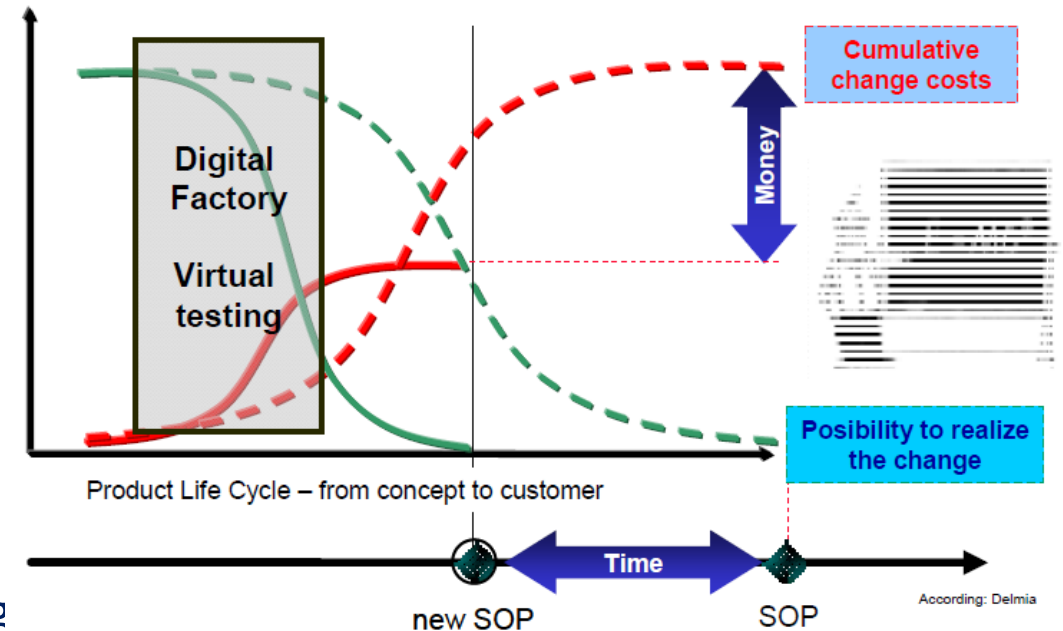 Cumulative
change costs
Money
Digital
Factory
Virtual
testing
Posibility to realize
the change
Product Life Cycle – from concept to customer
Time
new SOP
SOP
According: Delmia